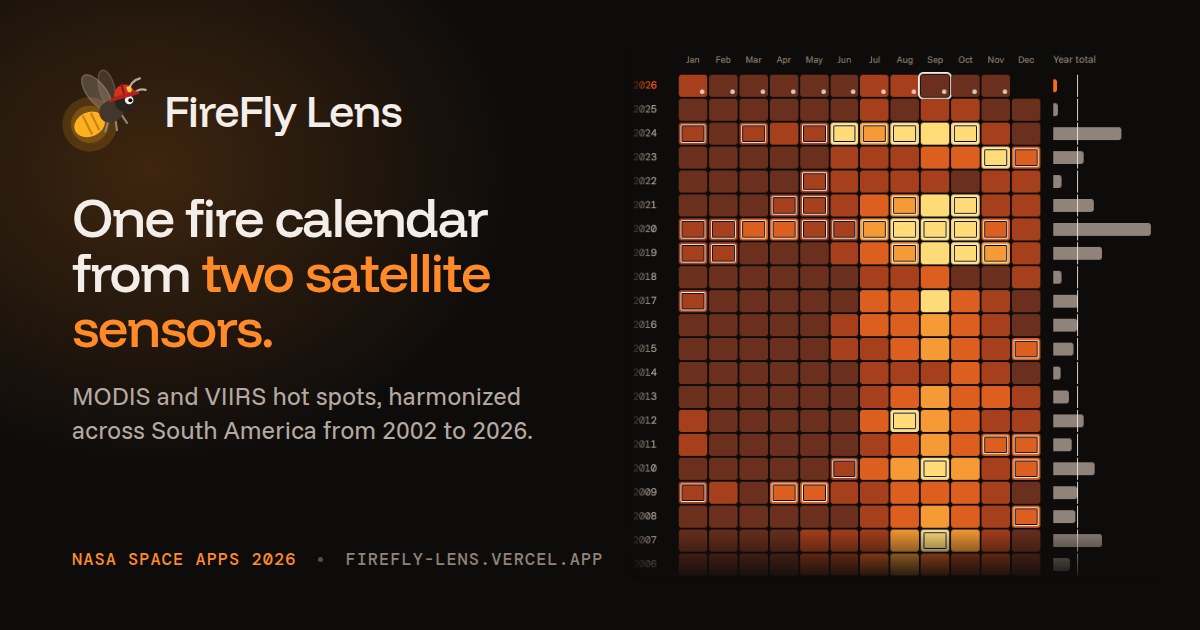 FireFly Lens
One fire calendar
from two satellite
sensors.
MODIS and VIIRS hot spots, harmonized
across South America from 2002 to 2026.
NASA SPACE APPS 2026 • FIREFLY-LENS.VERCEL.APP
Jan Feb Mar Apr May Jun Jul Aug Sep Oct Nov Dec Year total
2026
2025
2024
2023
2022
2021
2020
2019
2018
2017
2016
2015
2014
2013
2012
2011
2010
2009
2008
2007
2006